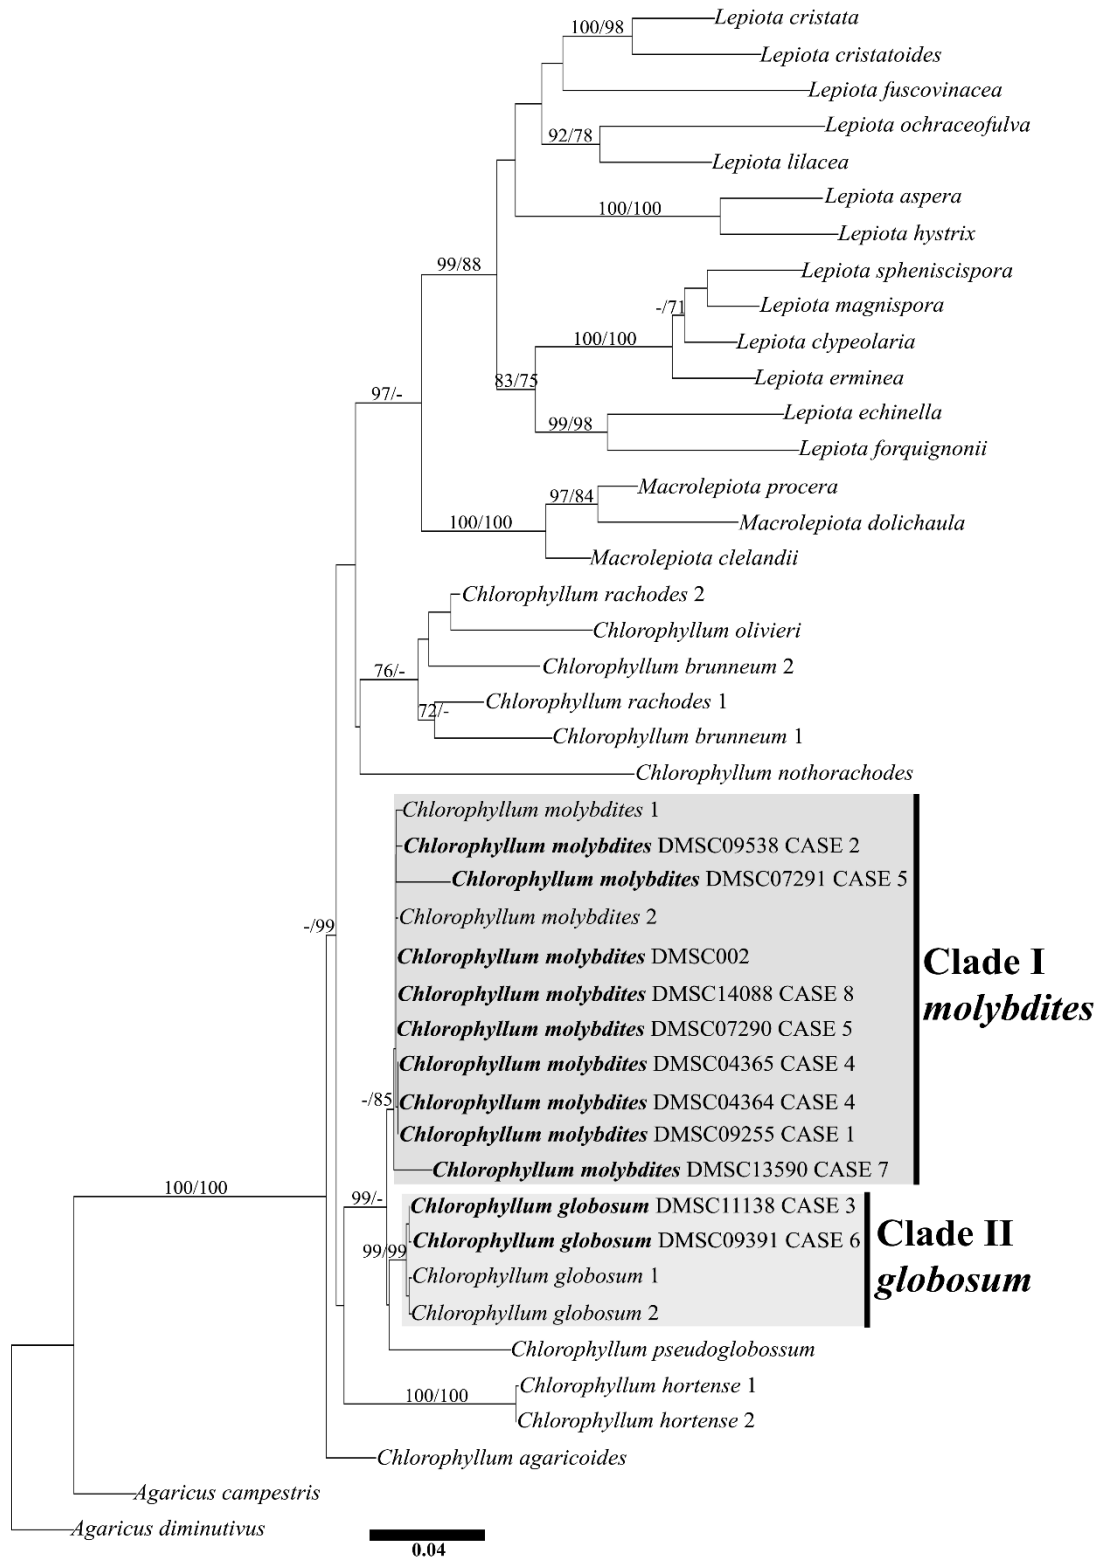 Lepiota cristata
100/98
Lepiota cristatoides
Lepiota fuscovinacea
Lepiota ochraceofulva
92/78
Lepiota lilacea
Lepiota aspera
100/100
Lepiota hystrix
99/88
Lepiota spheniscispora
Lepiota magnispora
-/71
100/100
Lepiota clypeolaria
Lepiota erminea
83/75
97/-
Lepiota echinella
99/98
Lepiota forquignonii
Macrolepiota procera
97/84
Macrolepiota dolichaula
100/100
Macrolepiota clelandii
Chlorophyllum rachodes 2
Chlorophyllum olivieri
Chlorophyllum brunneum 2
76/-
Chlorophyllum rachodes 1
72/-
Chlorophyllum brunneum 1
Chlorophyllum nothorachodes
Chlorophyllum molybdites 1
Chlorophyllum molybdites DMSC09538 CASE 2
Chlorophyllum molybdites DMSC07291 CASE 5
Chlorophyllum molybdites 2
-/99
Chlorophyllum molybdites DMSC002
Chlorophyllum molybdites DMSC14088 CASE 8
Chlorophyllum molybdites DMSC07290 CASE 5
Chlorophyllum molybdites DMSC04365 CASE 4
-/85
Chlorophyllum molybdites DMSC04364 CASE 4
Chlorophyllum molybdites DMSC09255 CASE 1
Chlorophyllum molybdites DMSC13590 CASE 7
Clade I
molybdites
100/100
99/-
Chlorophyllum globosum DMSC11138 CASE 3
Chlorophyllum globosum DMSC09391 CASE 6
99/99
Chlorophyllum globosum 1
Chlorophyllum globosum 2
Clade II
globosum
Chlorophyllum pseudoglobossum
Chlorophyllum hortense 1
100/100
Chlorophyllum hortense 2
Chlorophyllum agaricoides
Agaricus campestris
Agaricus diminutivus
0.04